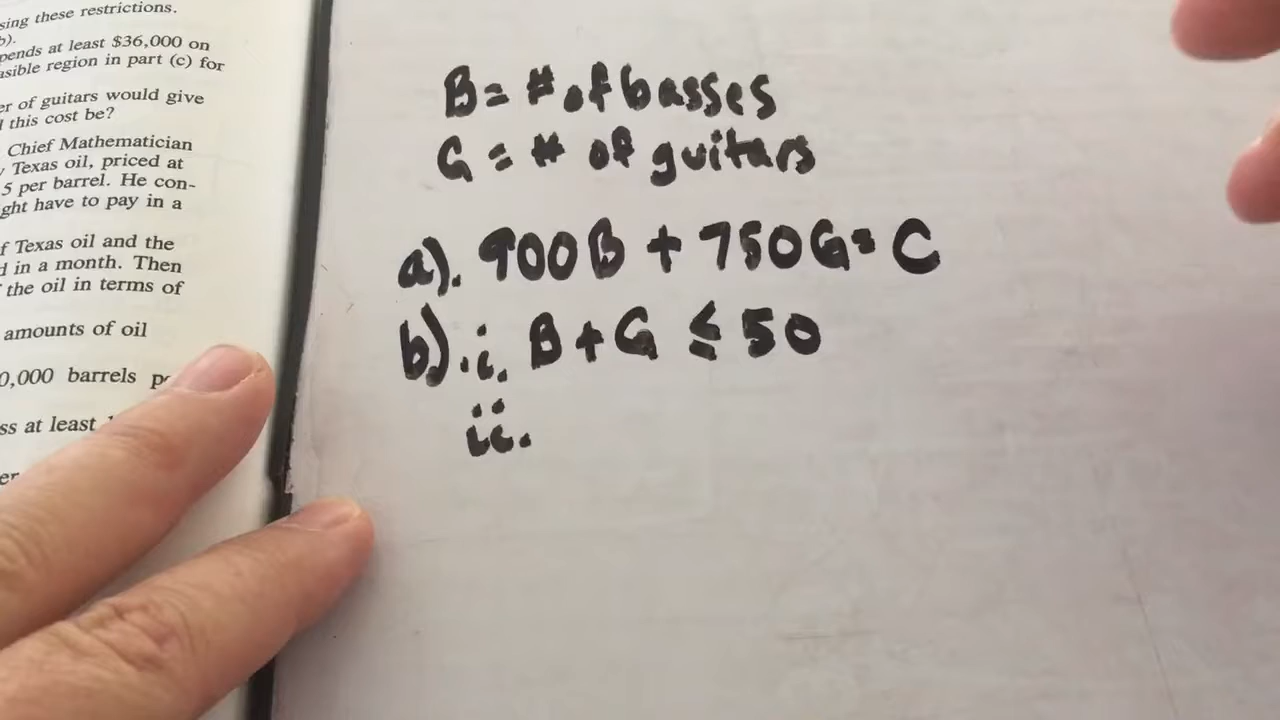 sing these restrictions.
b).
pends at least $36,000 on
asible region in part (c) for
er of guitars would give
l this cost be?
Chief Mathematician
Texas oil, priced at
5 per barrel. He con-
ght have to pay in a
f Texas oil and the
d in a month. Then
the oil in terms of
amounts of oil
0,000 barrels
ss at least
er
B = # of basses
G = # of guitars
a). 900B + 750G = C
b). i. B + G ≤ 50
ii.